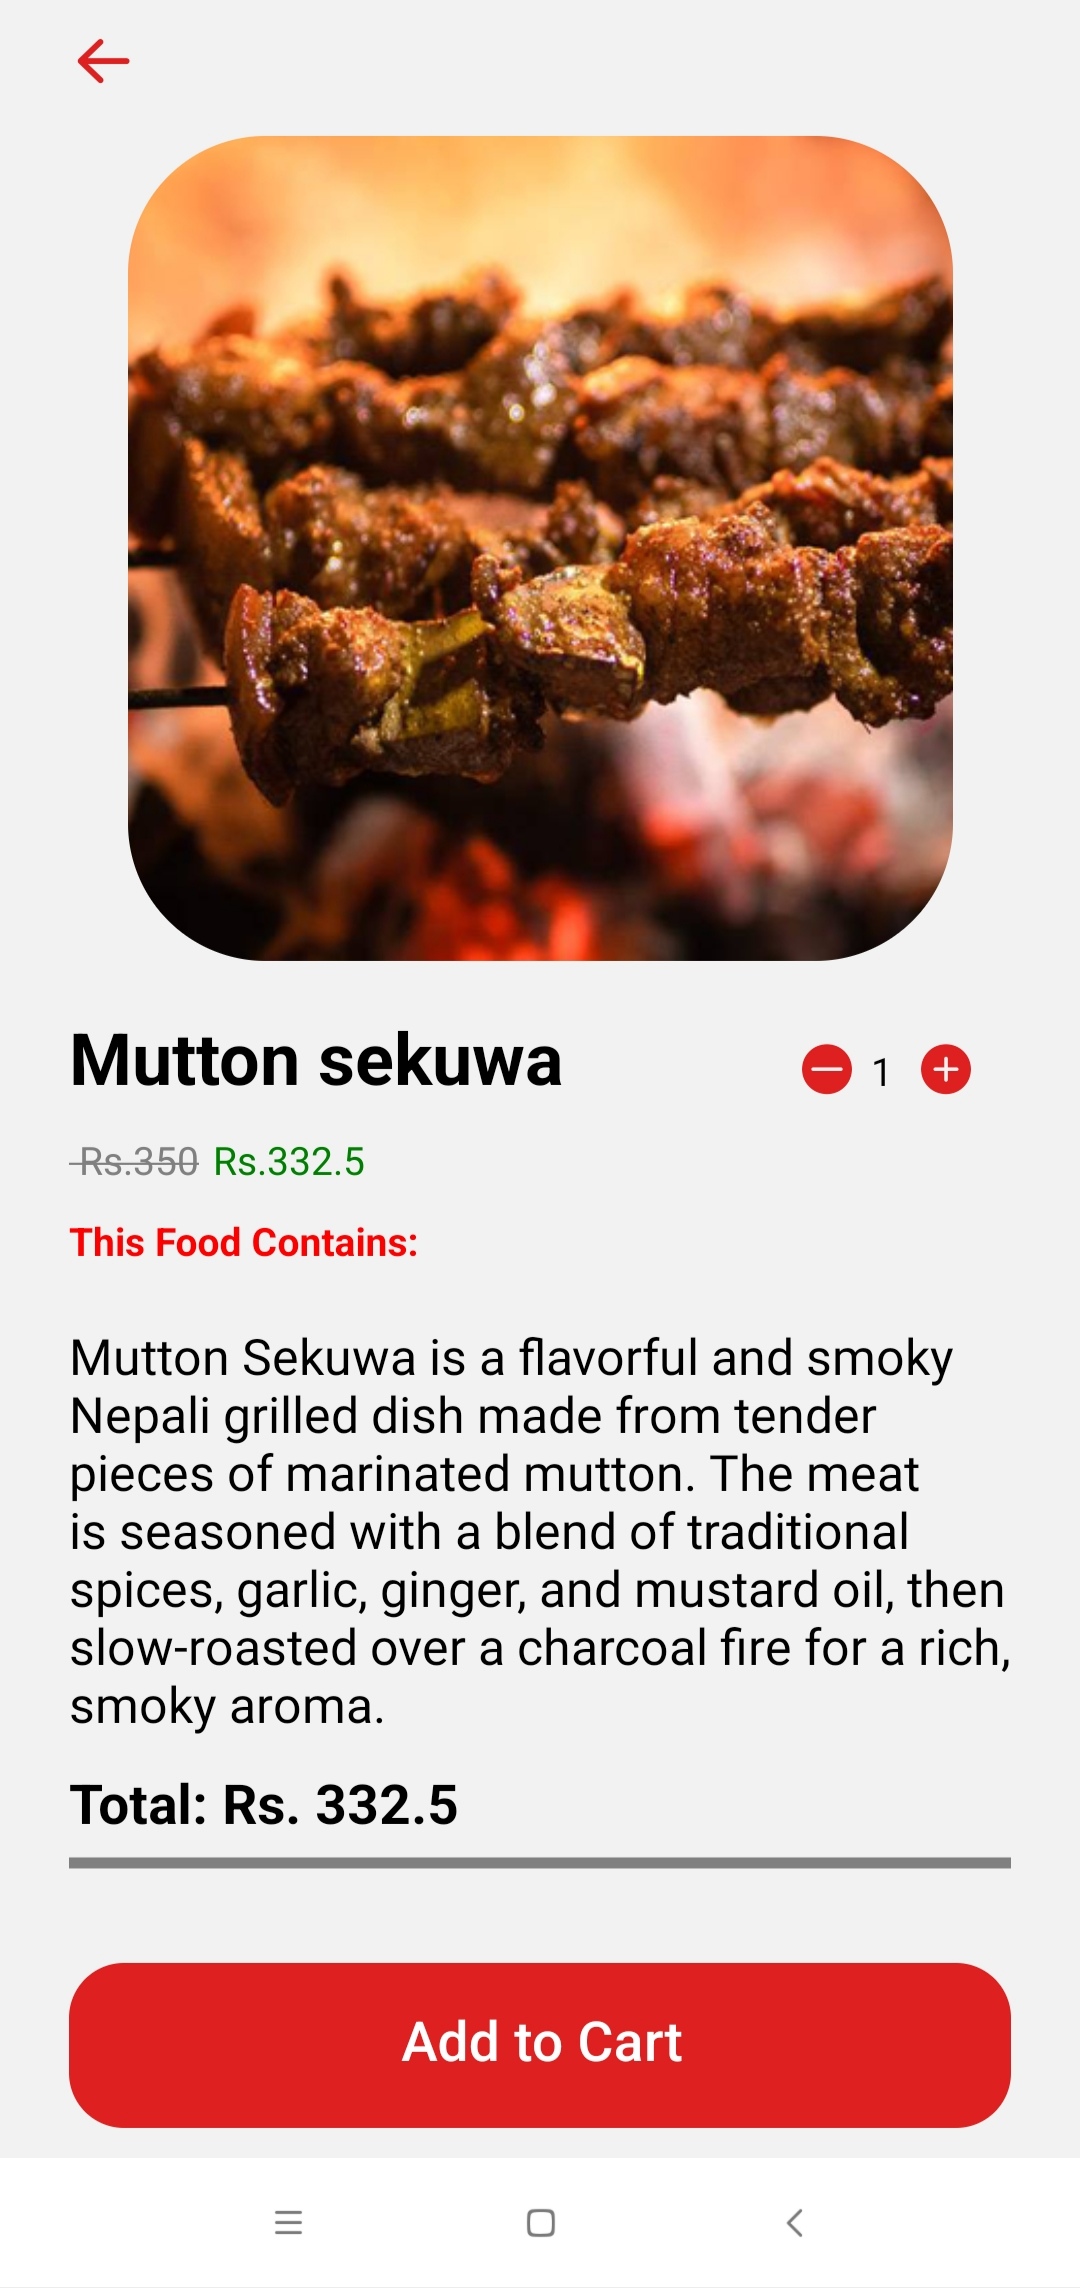 Mutton sekuwa
1
Rs.350 Rs.332.5
This Food Contains:
Mutton Sekuwa is a flavorful and smoky
Nepali grilled dish made from tender
pieces of marinated mutton. The meat
is seasoned with a blend of traditional
spices, garlic, ginger, and mustard oil, then
slow-roasted over a charcoal fire for a rich,
smoky aroma.
Total: Rs. 332.5
Add to Cart